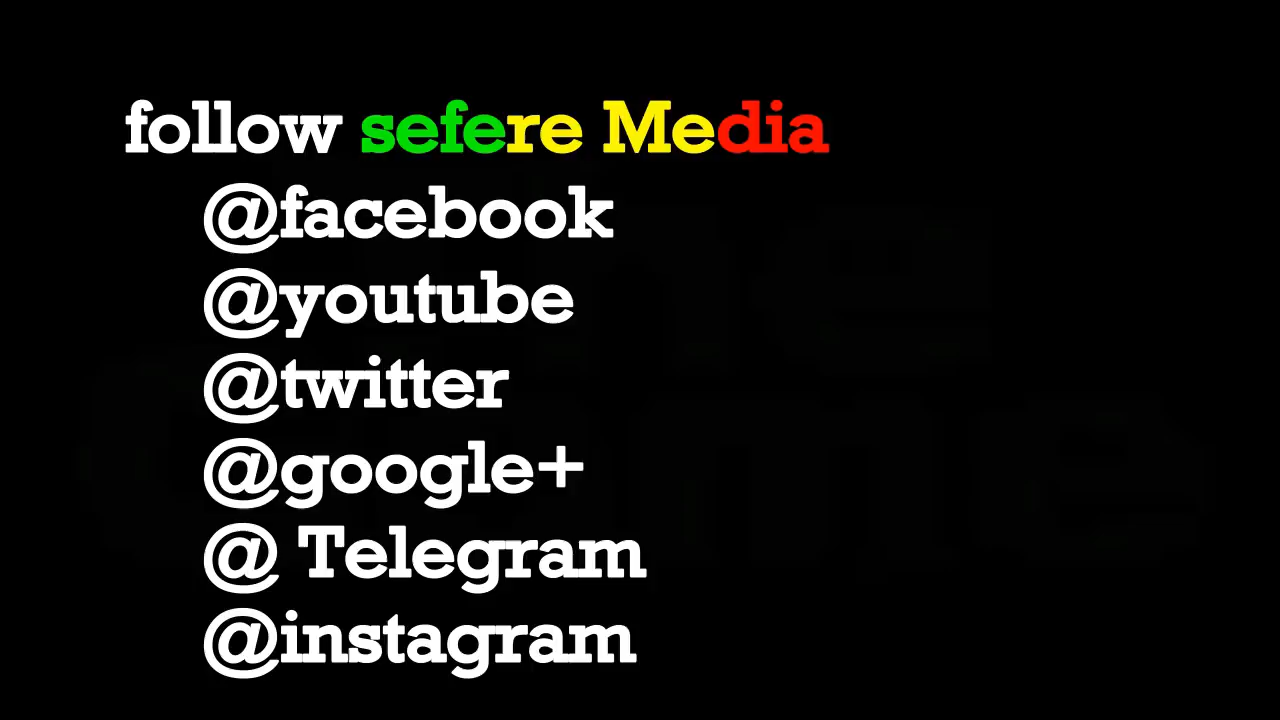 follow sefere Media
@facebook
@youtube
@twitter
@google+
@ Telegram
@instagram